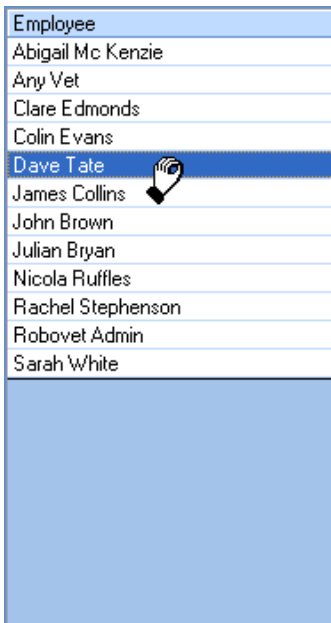 Employee
Abigail Mc Kenzie
Any Vet
Clare Edmonds
Colin Evans
Dave Tate
James Collins
John Brown
Julian Bryan
Nicola Ruffles
Rachel Stephenson
Robovet Admin
Sarah White